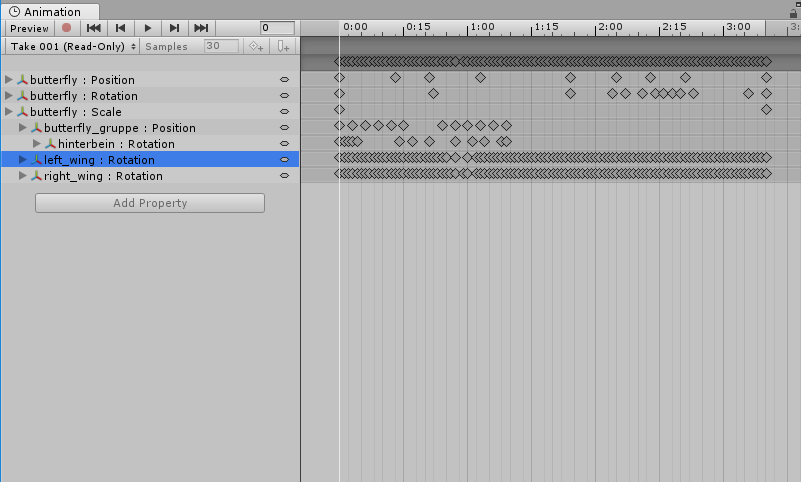 Animation
Preview 0 0:00 0:15 1:00 1:15 2:00 2:15 3:00
Take 001 (Read-Only) Samples 30
butterfly : Position
butterfly : Rotation
butterfly : Scale
butterfly_gruppe : Position
hinterbein : Rotation
left_wing : Rotation
right_wing : Rotation
Add Property